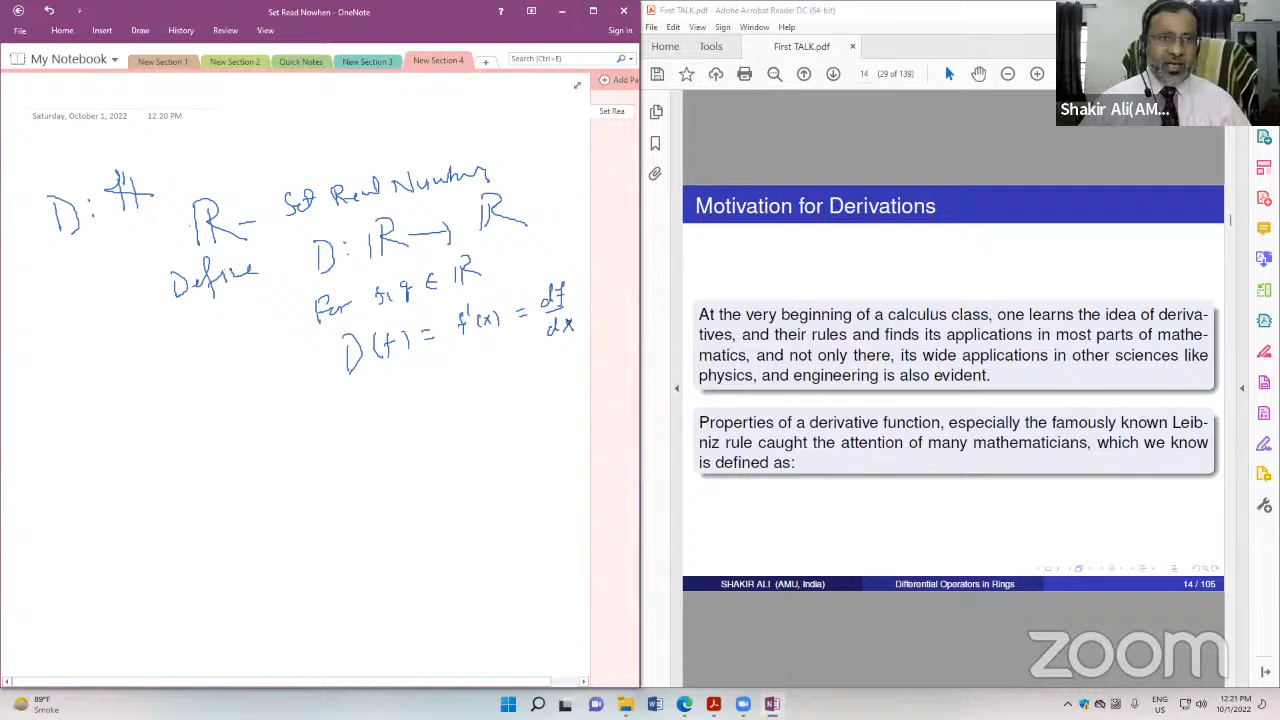 Set Read Nowhen - OneNote
File Home Insert Draw History Review View Sign in
My Notebook New Section 1 New Section 2 Quick Notes New Section 3 New Section 4 Search (Ctrl+E)
Add Pa
Set Rea
Saturday, October 1, 2022 12:20 PM
D:
R - Set Real Number
Define D: R → R
For f, g ∈ R
D(f) = f'(x) = df/dx
First TALK.pdf - Adobe Acrobat Reader DC (64-bit)
File Edit View Sign Window Help
Home Tools First TALK.pdf
14 (29 of 139)
Shakir Ali(AM...
Motivation for Derivations
At the very beginning of a calculus class, one learns the idea of deriva-
tives, and their rules and finds its applications in most parts of mathe-
matics, and not only there, its wide applications in other sciences like
physics, and engineering is also evident.
Properties of a derivative function, especially the famously known Leib-
niz rule caught the attention of many mathematicians, which we know
is defined as:
SHAKIR ALI (AMU, India) Differential Operators in Rings 14 / 105
zoom
89°F
Smoke
ENG
US
12:21 PM
10/1/2022